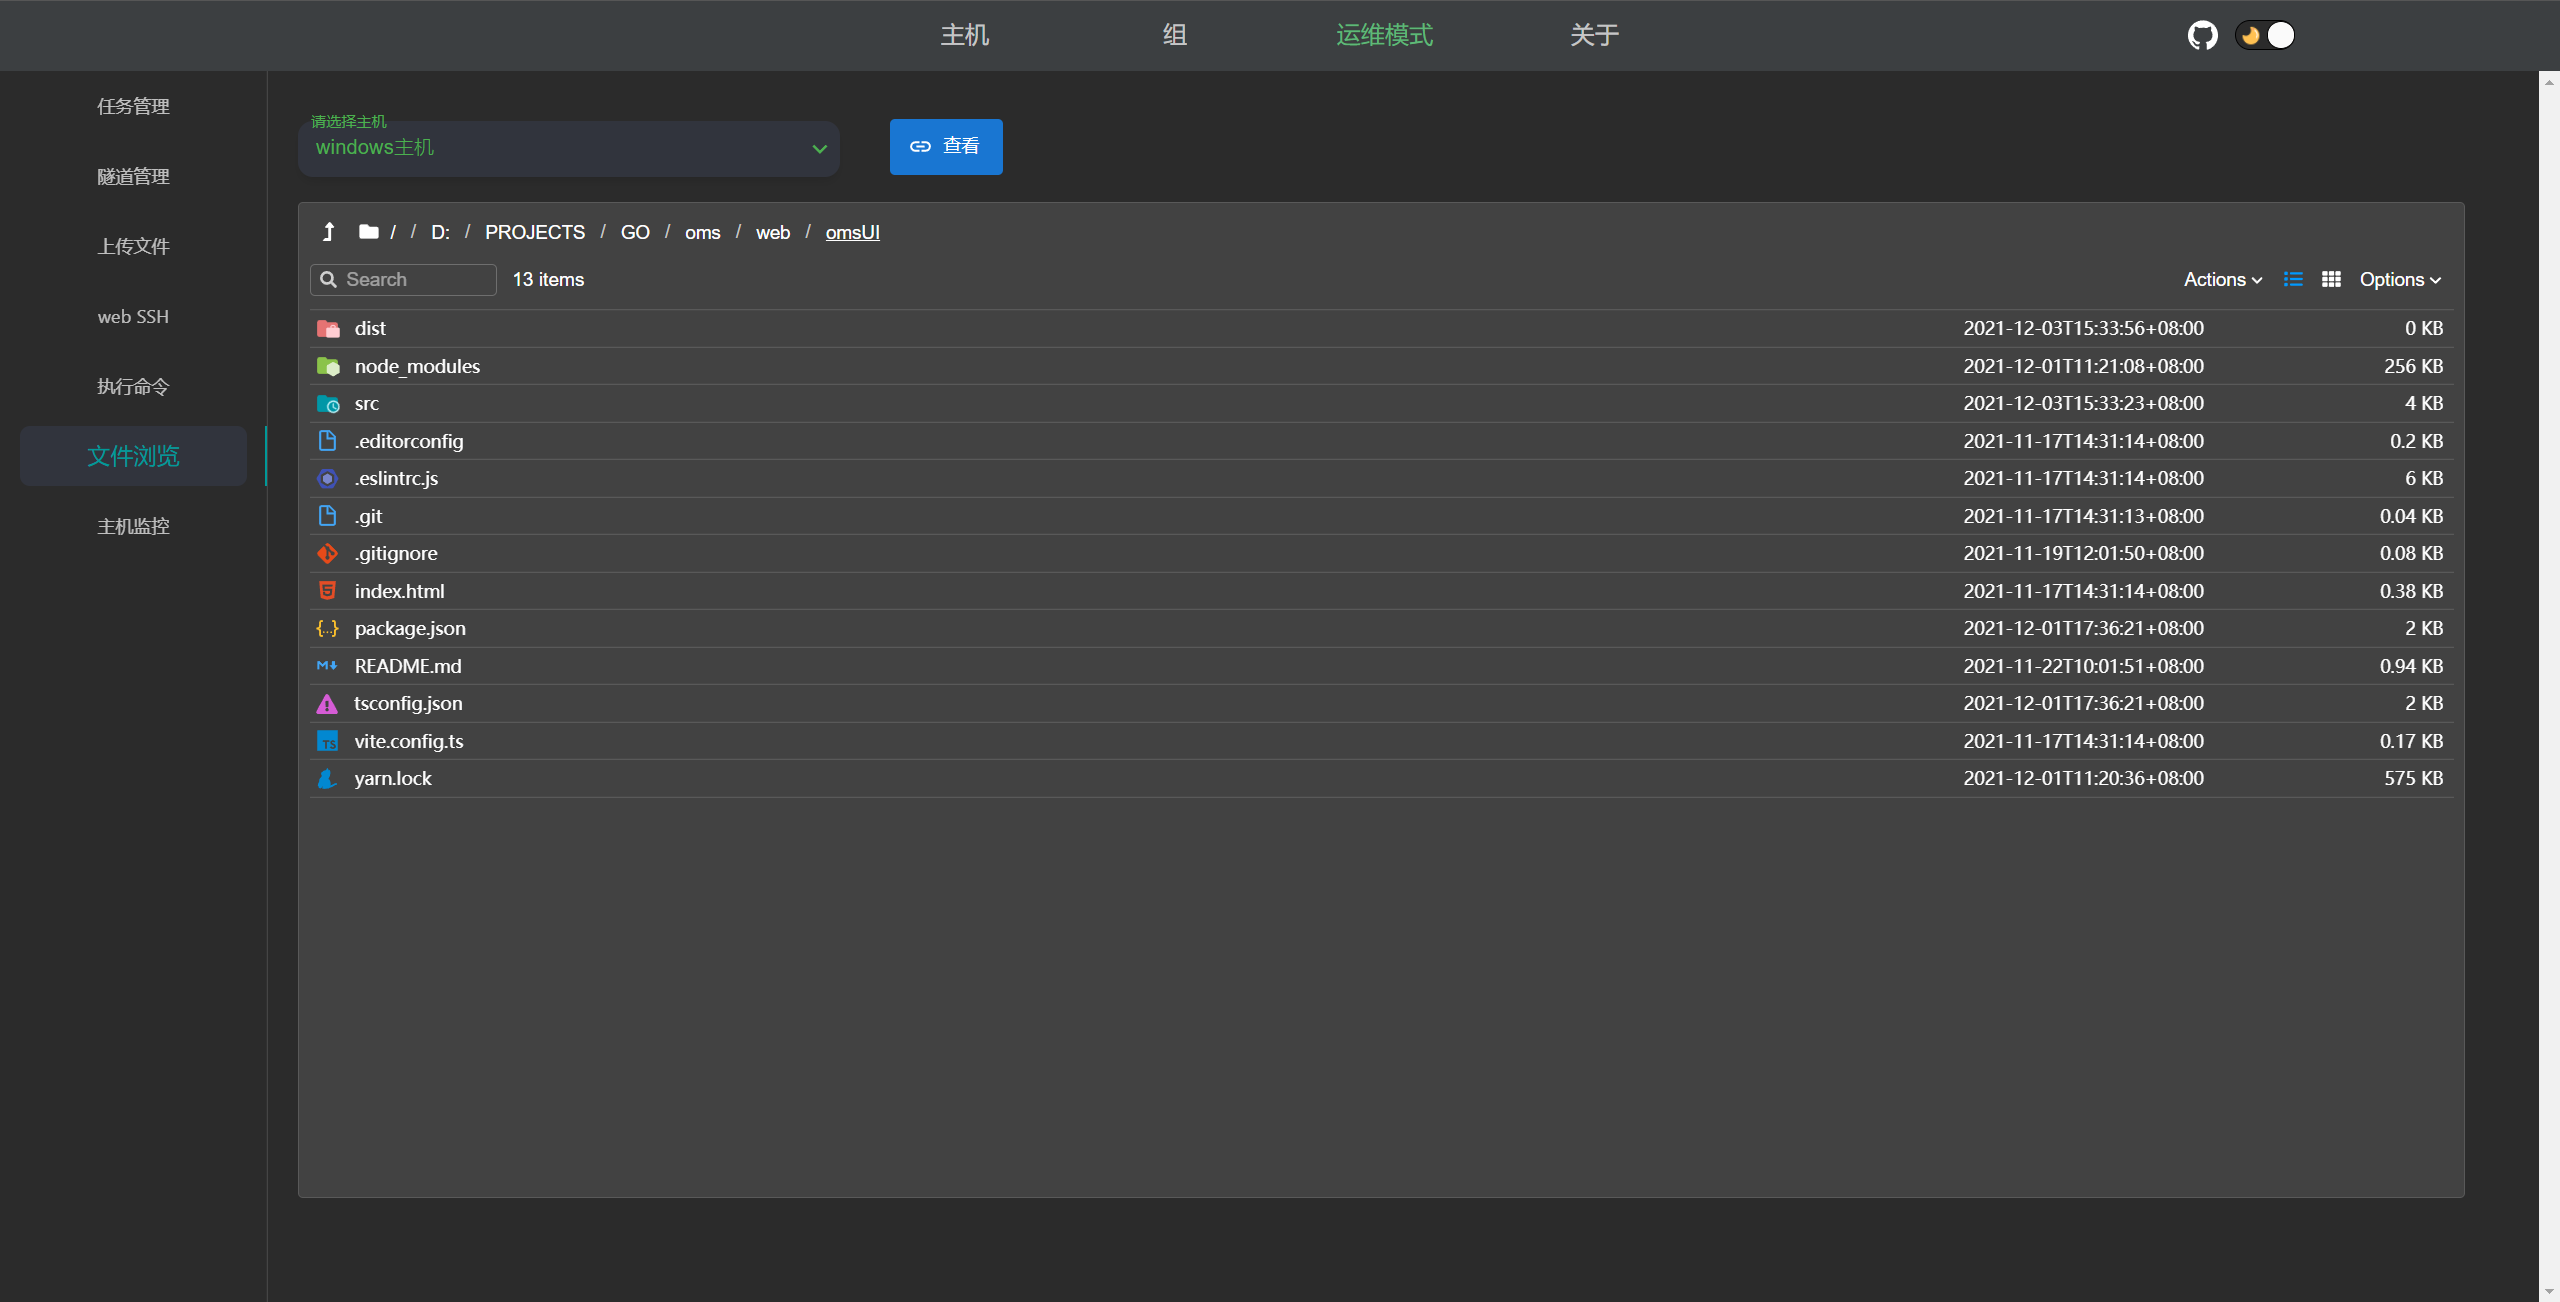 主机 组 运维模式 关于
任务管理
隧道管理
上传文件
web SSH
执行命令
文件浏览
主机监控
请选择主机
windows主机
查看
/ / D: / PROJECTS / GO / oms / web / omsUI
Search 13 items Actions Options
dist 2021-12-03T15:33:56+08:00 0 KB
node_modules 2021-12-01T11:21:08+08:00 256 KB
src 2021-12-03T15:33:23+08:00 4 KB
.editorconfig 2021-11-17T14:31:14+08:00 0.2 KB
.eslintrc.js 2021-11-17T14:31:14+08:00 6 KB
.git 2021-11-17T14:31:13+08:00 0.04 KB
.gitignore 2021-11-19T12:01:50+08:00 0.08 KB
index.html 2021-11-17T14:31:14+08:00 0.38 KB
package.json 2021-12-01T17:36:21+08:00 2 KB
README.md 2021-11-22T10:01:51+08:00 0.94 KB
tsconfig.json 2021-12-01T17:36:21+08:00 2 KB
vite.config.ts 2021-11-17T14:31:14+08:00 0.17 KB
yarn.lock 2021-12-01T11:20:36+08:00 575 KB